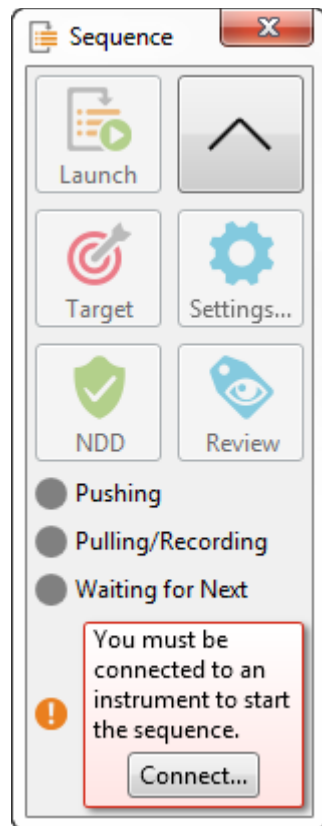 Sequence
Launch
Target
Settings...
NDD
Review
Pushing
Pulling/Recording
Waiting for Next
You must be
connected to an
instrument to start
the sequence.
Connect...